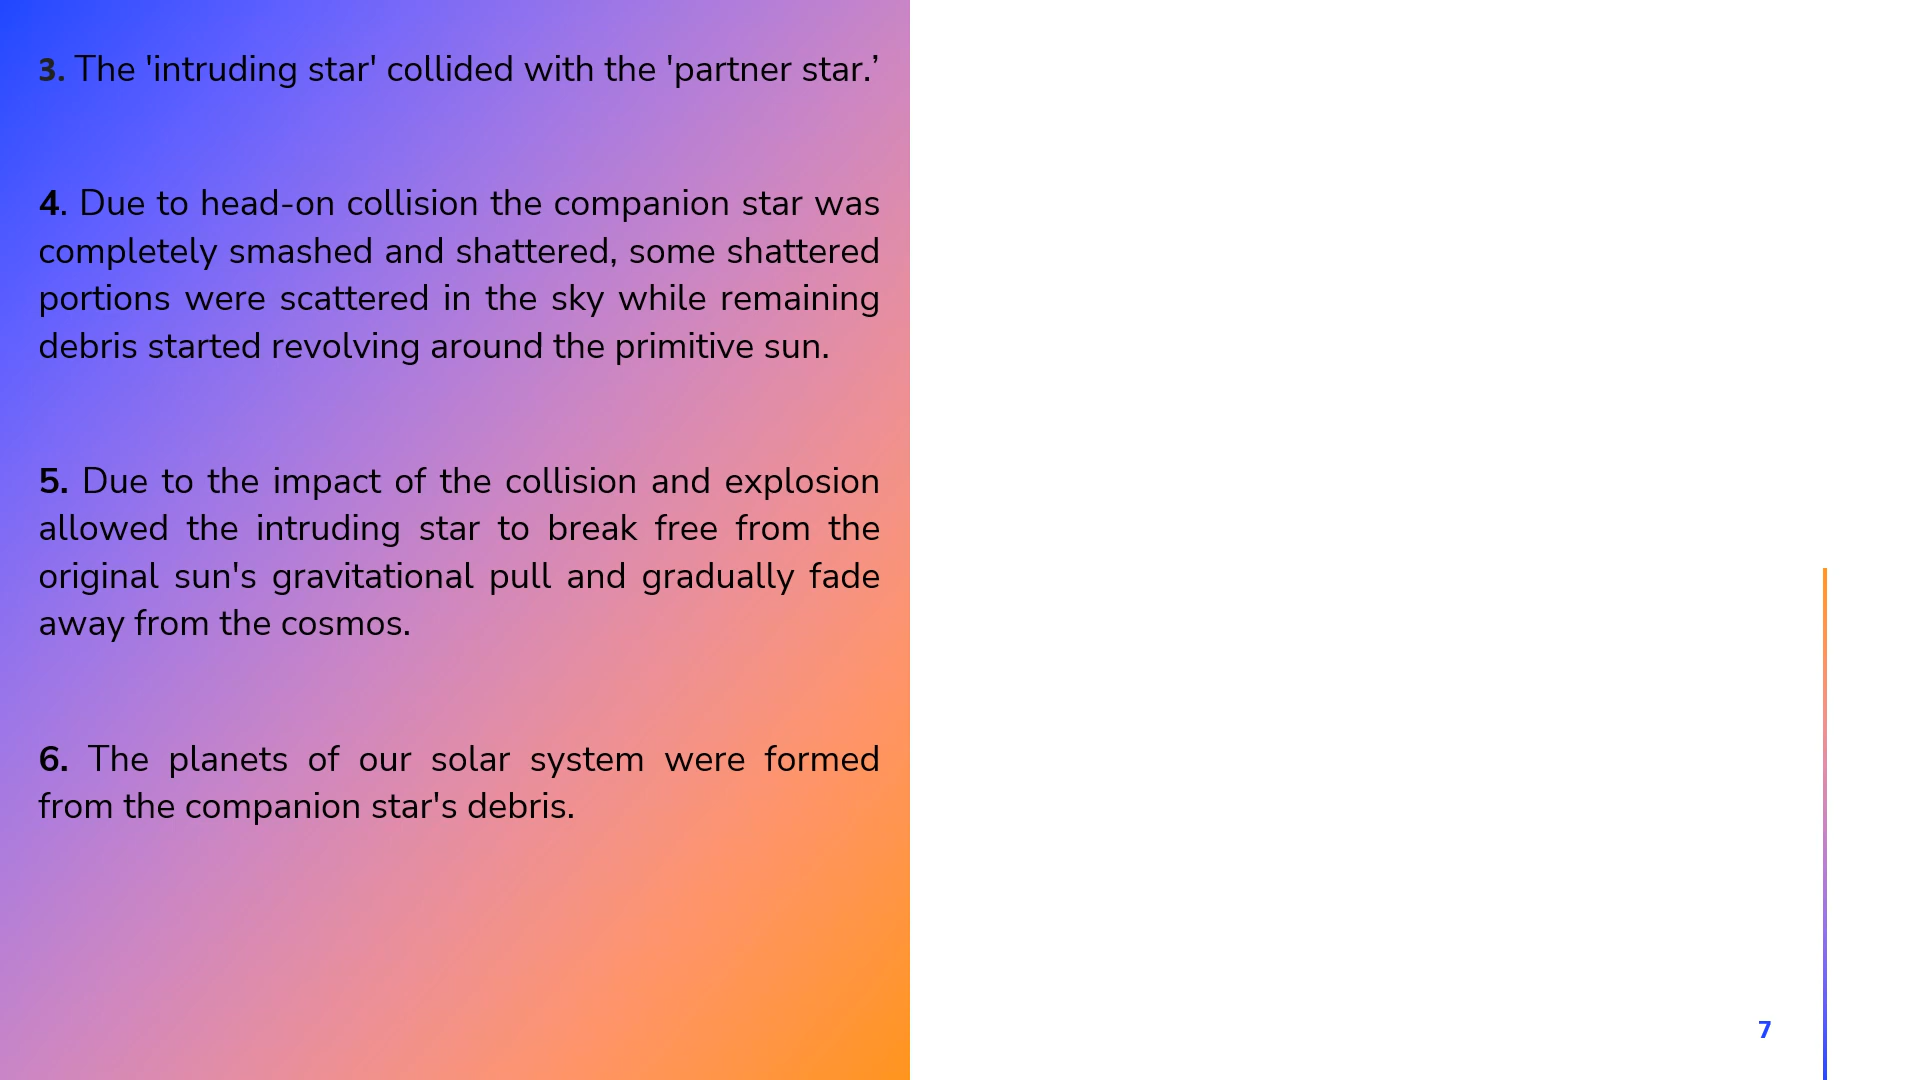 3. The 'intruding star' collided with the 'partner star.’
4. Due to head-on collision the companion star was
completely smashed and shattered, some shattered
portions were scattered in the sky while remaining
debris started revolving around the primitive sun.
5. Due to the impact of the collision and explosion
allowed the intruding star to break free from the
original sun's gravitational pull and gradually fade
away from the cosmos.
6. The planets of our solar system were formed
from the companion star's debris.
7